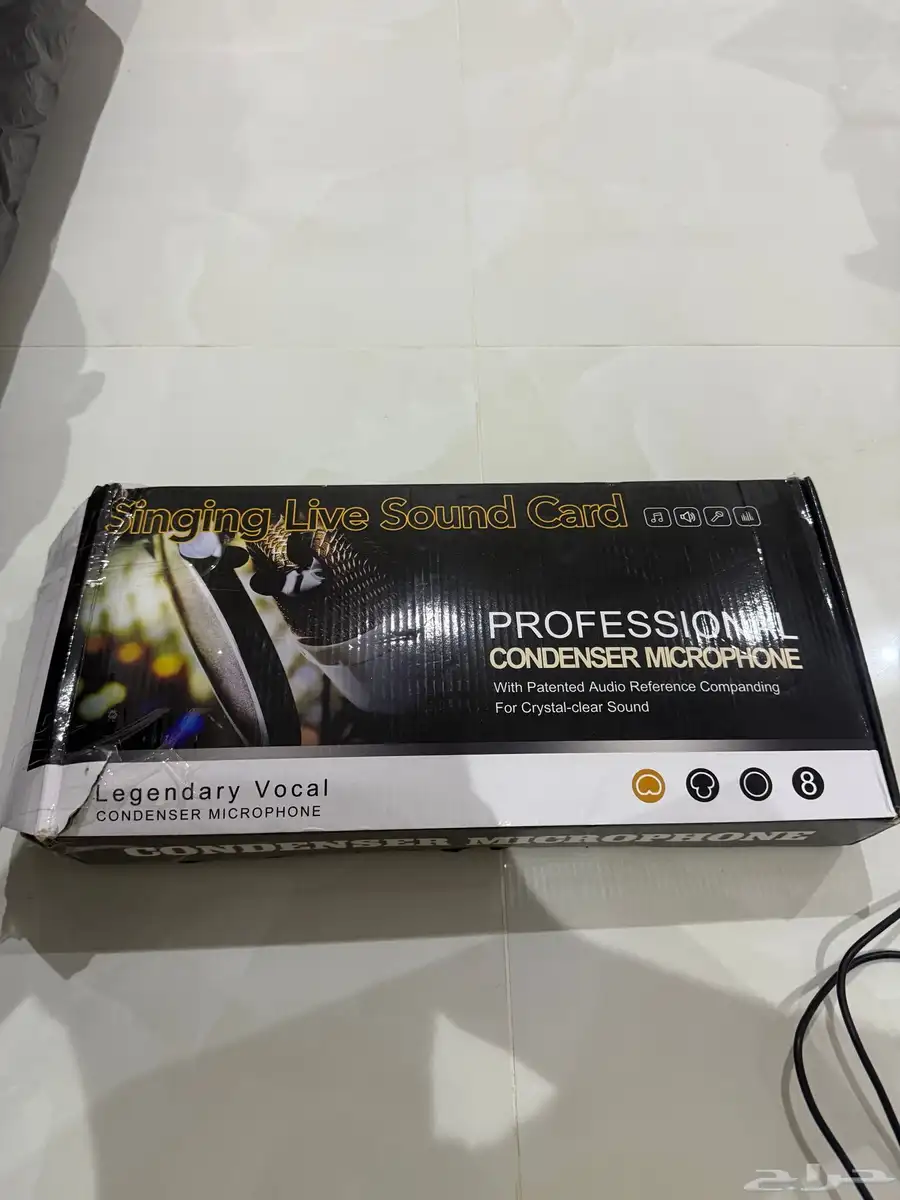 Singing Live Sound Card
PROFESSIONAL
CONDENSER MICROPHONE
With Patented Audio Reference Companding
For Crystal-clear Sound
Legendary Vocal
CONDENSER MICROPHONE
8
CONDENSER MICROPHONE
حراج